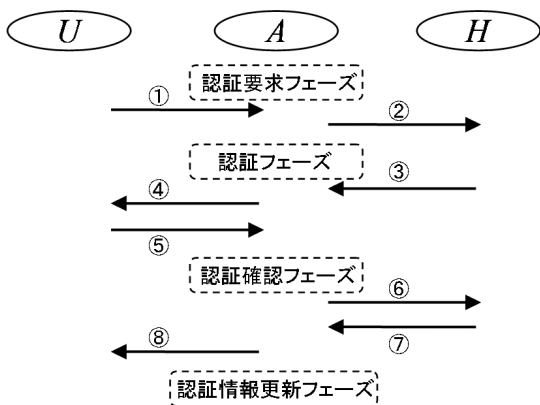 U A H
認証要求フェーズ
① ②
認証フェーズ
③
④
⑤
認証確認フェーズ
⑥
⑦
⑧
認証情報更新フェーズ